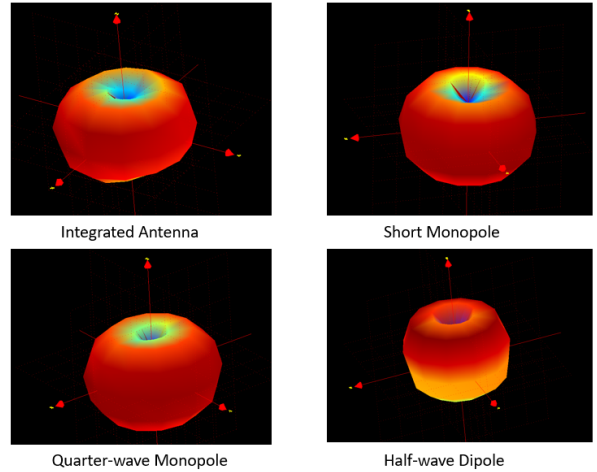 Integrated Antenna
Short Monopole
Quarter-wave Monopole
Half-wave Dipole